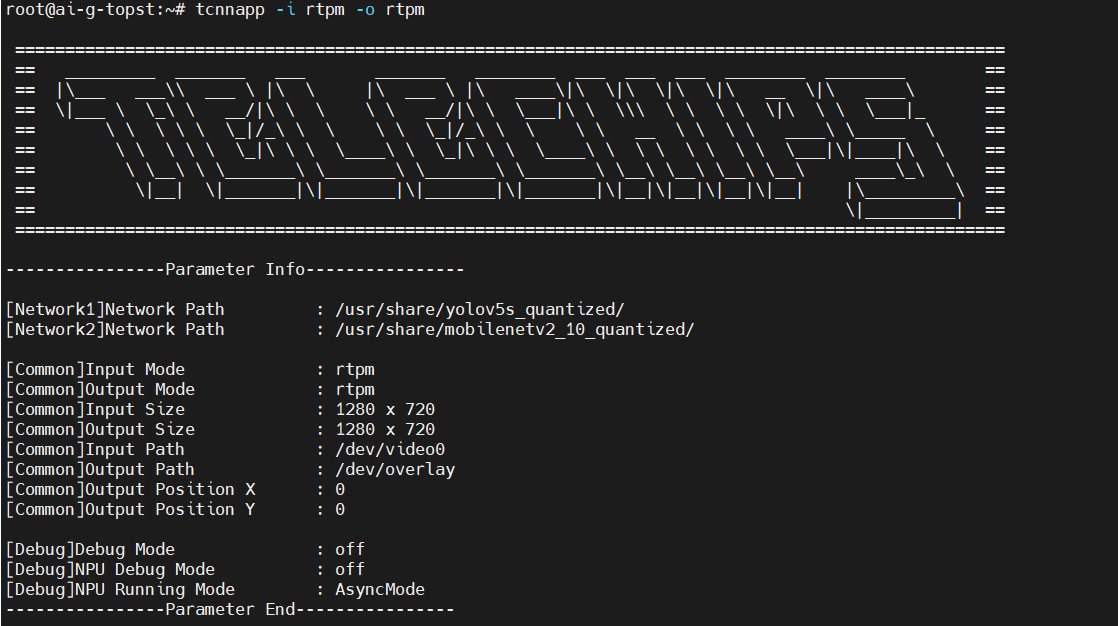 root@ai-g-topst:~# tcnnapp -i rtpm -o rtpm
TELECHIPS
----------------Parameter Info----------------
[Network1]Network Path : /usr/share/yolov5s_quantized/
[Network2]Network Path : /usr/share/mobilenetv2_10_quantized/
[Common]Input Mode : rtpm
[Common]Output Mode : rtpm
[Common]Input Size : 1280 x 720
[Common]Output Size : 1280 x 720
[Common]Input Path : /dev/video0
[Common]Output Path : /dev/overlay
[Common]Output Position X : 0
[Common]Output Position Y : 0
[Debug]Debug Mode : off
[Debug]NPU Debug Mode : off
[Debug]NPU Running Mode : AsyncMode
----------------Parameter End----------------